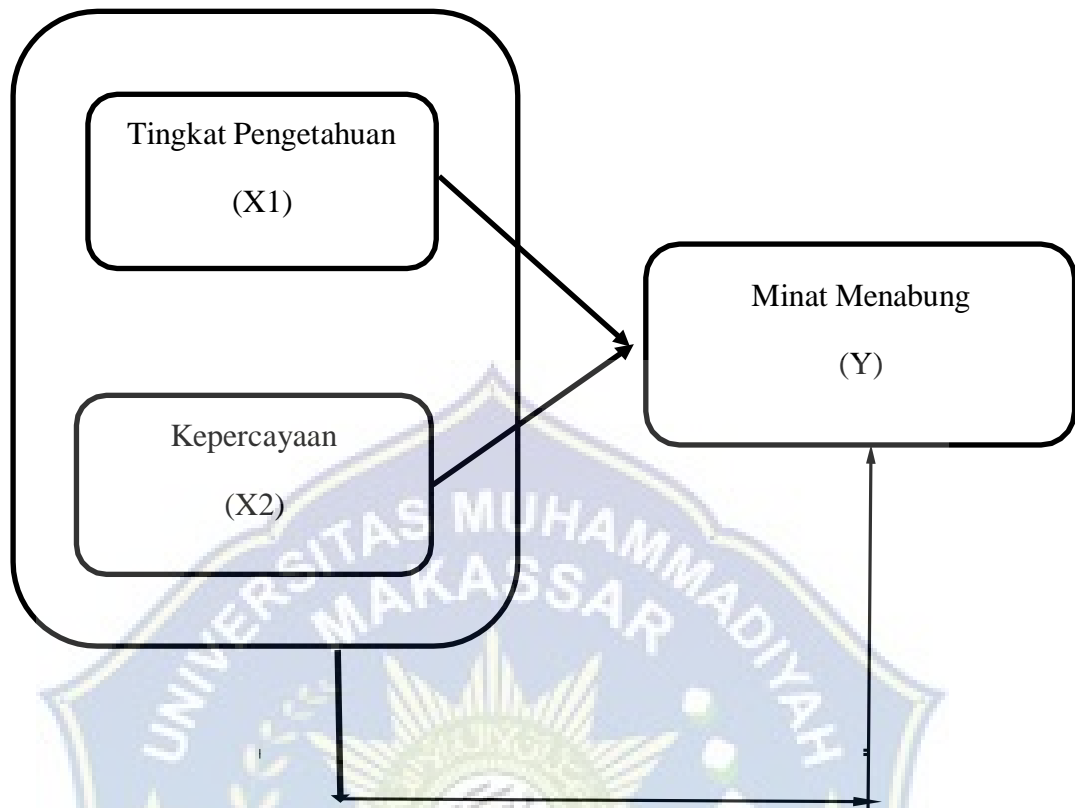 Tingkat Pengetahuan
(X1)
Minat Menabung
(Y)
Kepercayaan
(X2)
UNIVERSITAS MUHAMMADIYAH
MAKASSAR